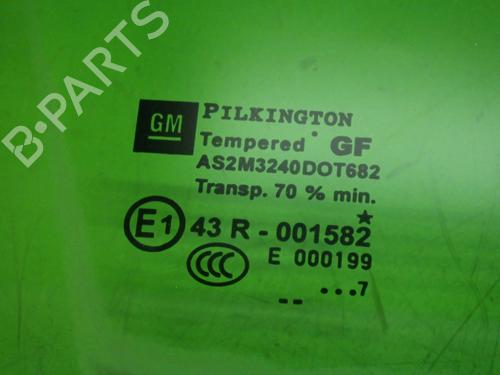 B-PARTS
GM PILKINGTON
Tempered GF
AS2M3240DOT682
Transp. 70 % min.
E1 43 R - 001582
CCC E 000199
...7